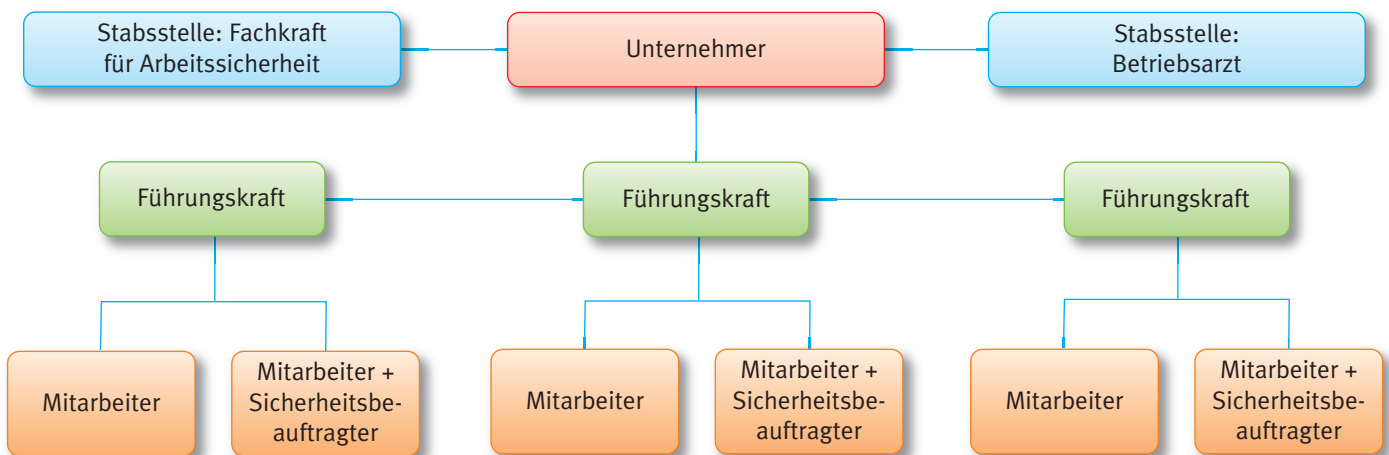 Stabsstelle: Fachkraft
für Arbeitssicherheit
Unternehmer
Stabsstelle:
Betriebsarzt
Führungskraft
Führungskraft
Führungskraft
Mitarbeiter
Mitarbeiter +
Sicherheitsbe-
auftragter
Mitarbeiter
Mitarbeiter +
Sicherheitsbe-
auftragter
Mitarbeiter
Mitarbeiter +
Sicherheitsbe-
auftragter